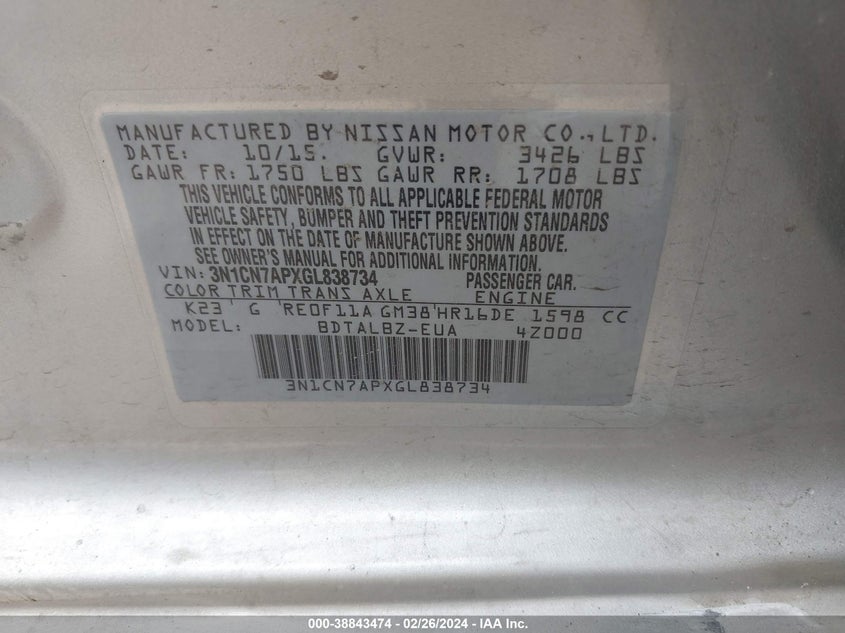 MANUFACTURED BY NISSAN MOTOR CO.,LTD.
DATE: 10/15. GVWR: 3426 LBS
GAWR FR: 1750 LBS GAWR RR: 1708 LBS
THIS VEHICLE CONFORMS TO ALL APPLICABLE FEDERAL MOTOR
VEHICLE SAFETY, BUMPER AND THEFT PREVENTION STANDARDS
IN EFFECT ON THE DATE OF MANUFACTURE SHOWN ABOVE.
SEE OWNER'S MANUAL FOR ADDITIONAL INFORMATION.
VIN: 3N1CN7APXGL838734 PASSENGER CAR.
COLOR TRIM TRANS AXLE ENGINE
K23 ' G 'RE0F11A GM38'HR16DE 1598 CC
MODEL: BDTALBZ-EUA 4Z000
3N1CN7APXGL838734
000-38843474 - 02/26/2024 - IAA Inc.